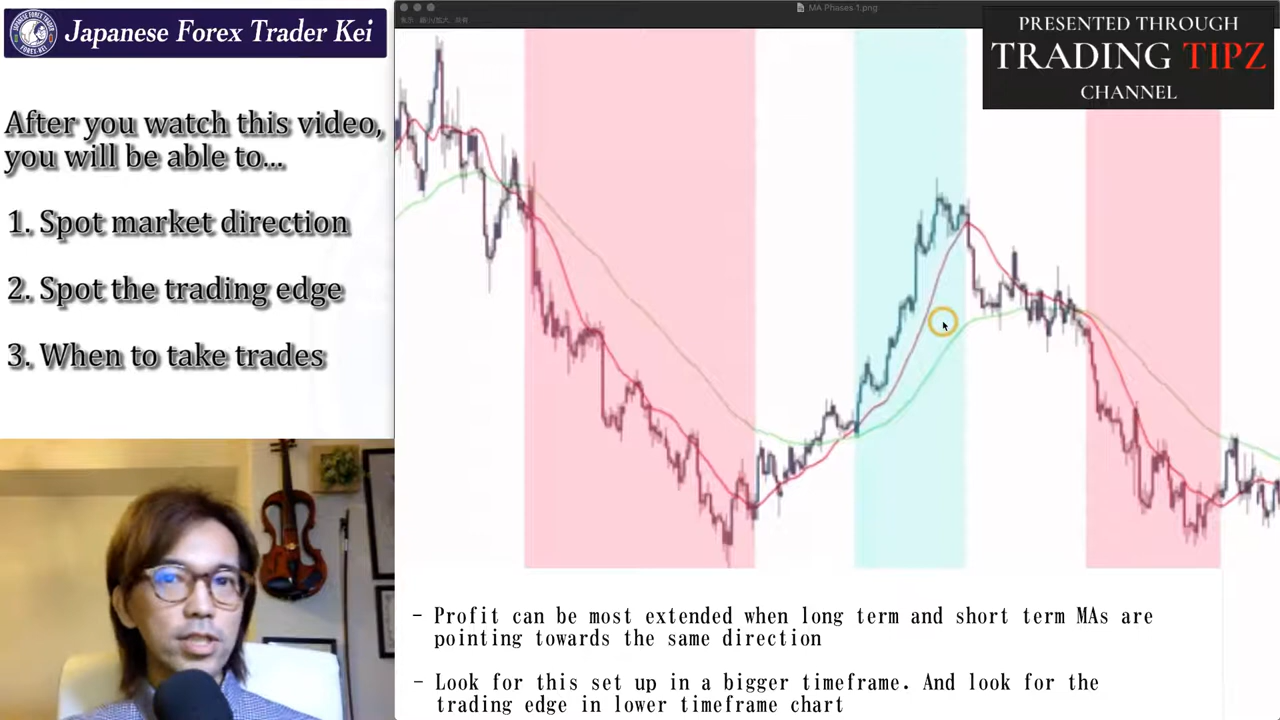 Japanese Forex Trader Kei
After you watch this video,
you will be able to...
1. Spot market direction
2. Spot the trading edge
3. When to take trades
MA Phases 1.png
PRESENTED THROUGH
TRADING TIPZ
CHANNEL
- Profit can be most extended when long term and short term MAs are
pointing towards the same direction
- Look for this set up in a bigger timeframe. And look for the
trading edge in lower timeframe chart